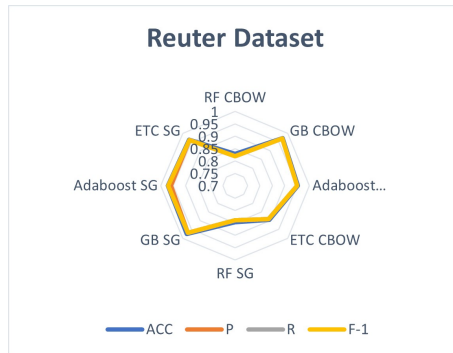 Reuter Dataset
RF CBOW
1
0.95
ETC SG
0.9
GB CBOW
0.85
0.8
0.75
Adaboost SG
0.7
Adaboost...
GB SG
ETC CBOW
RF SG
ACC P R F-1